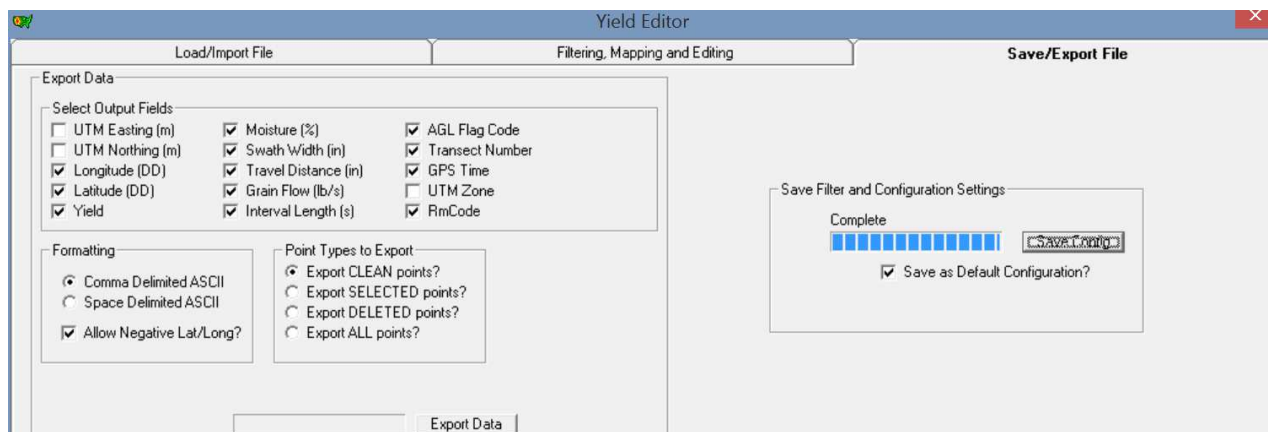 Yield Editor
Load/Import File
Filtering, Mapping and Editing
Save/Export File
Export Data
Select Output Fields
UTM Easting (m)
Moisture (%)
AGL Flag Code
UTM Northing (m)
Swath Width (in)
Transect Number
Longitude (DD)
Travel Distance (in)
GPS Time
Latitude (DD)
Grain Flow (lb/s)
UTM Zone
Yield
Interval Length (s)
RmCode
Formatting
Comma Delimited ASCII
Space Delimited ASCII
Allow Negative Lat/Long?
Point Types to Export
Export CLEAN points?
Export SELECTED points?
Export DELETED points?
Export ALL points?
Export Data
Save Filter and Configuration Settings
Complete
Save Config
Save as Default Configuration?